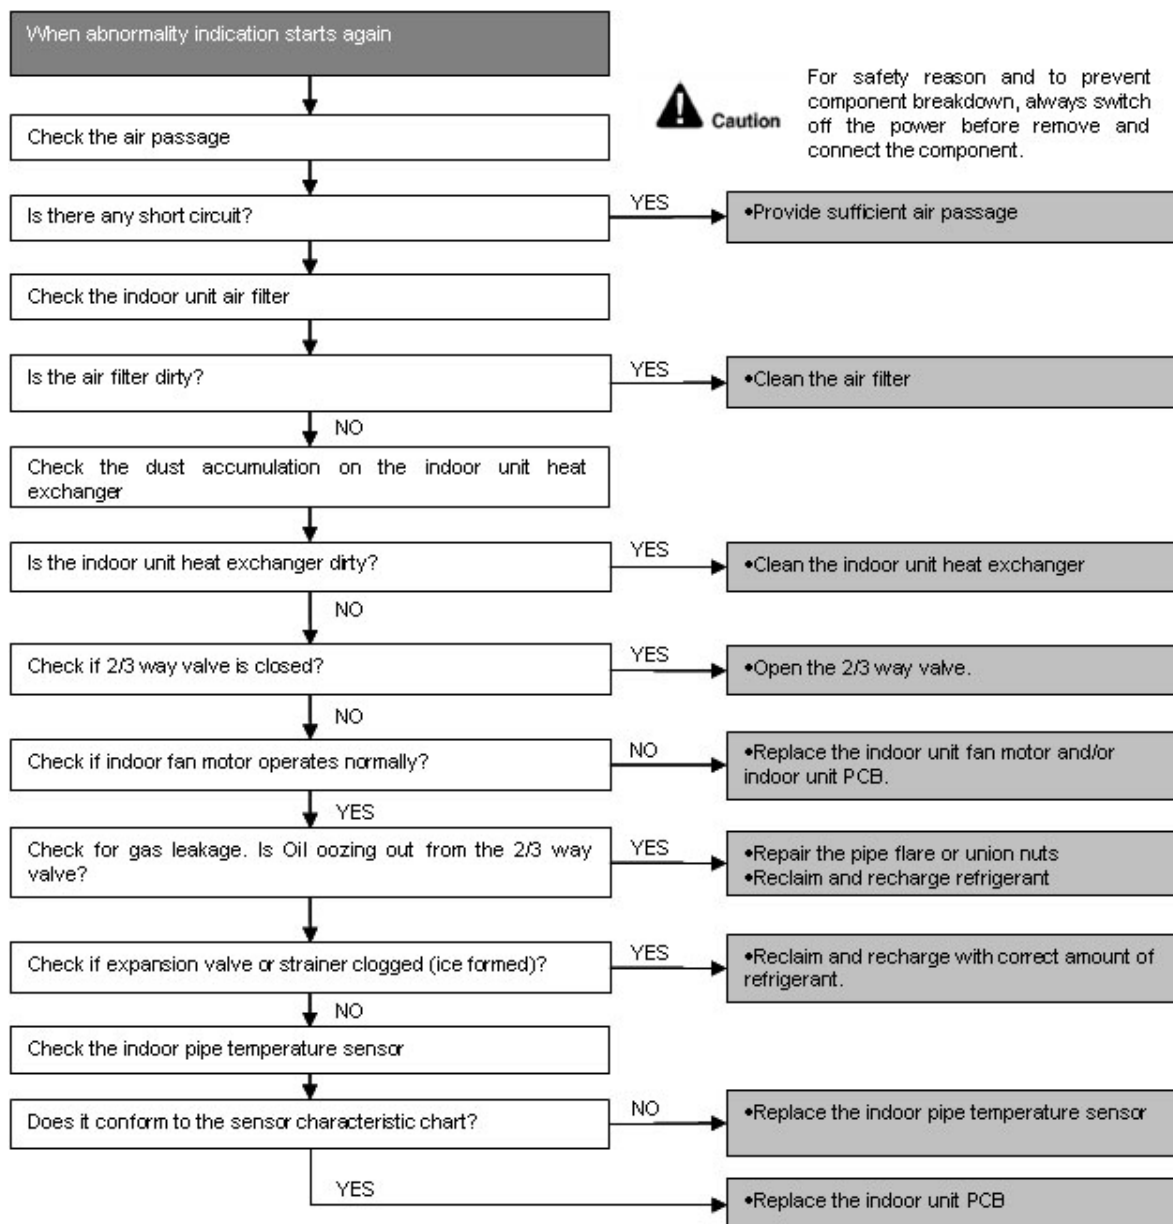 When abnormality indication starts again
For safety reason and to prevent
component breakdown, always switch
off the power before remove and
connect the component.
Caution
Check the air passage
Is there any short circuit?
YES
•Provide sufficient air passage
Check the indoor unit air filter
Is the air filter dirty?
YES
•Clean the air filter
NO
Check the dust accumulation on the indoor unit heat
exchanger
Is the indoor unit heat exchanger dirty?
YES
•Clean the indoor unit heat exchanger
NO
Check if 2/3 way valve is closed?
YES
•Open the 2/3 way valve.
NO
Check if indoor fan motor operates normally?
NO
•Replace the indoor unit fan motor and/or
indoor unit PCB.
YES
Check for gas leakage. Is Oil oozing out from the 2/3 way
valve?
YES
•Repair the pipe flare or union nuts
•Reclaim and recharge refrigerant
Check if expansion valve or strainer clogged (ice formed)?
YES
•Reclaim and recharge with correct amount of
refrigerant.
NO
Check the indoor pipe temperature sensor
Does it conform to the sensor characteristic chart?
NO
•Replace the indoor pipe temperature sensor
YES
•Replace the indoor unit PCB